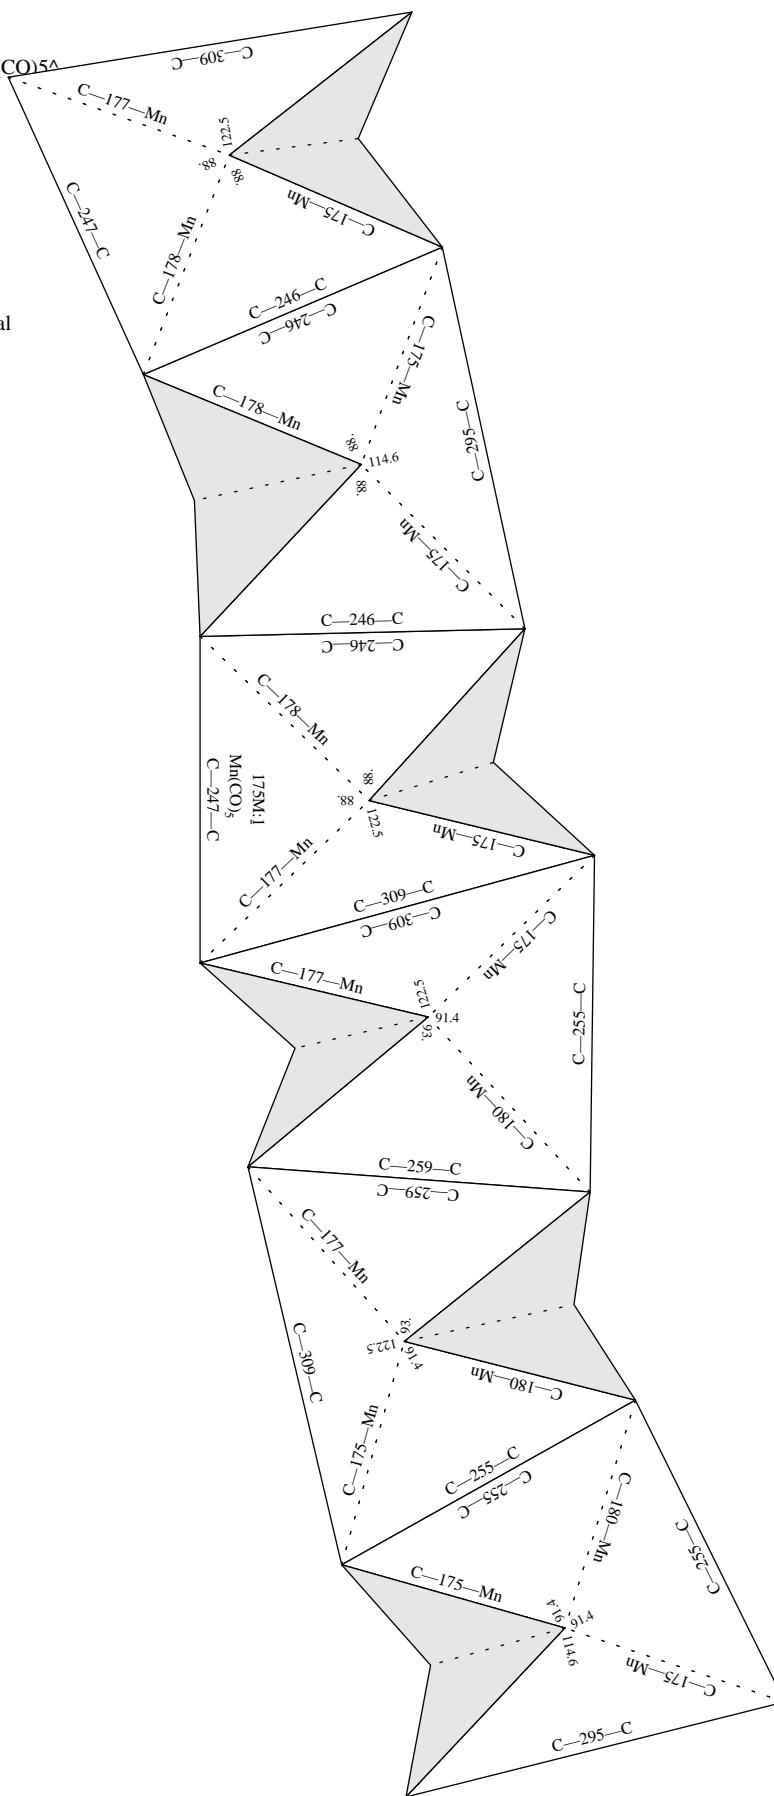 (CO)5^
C—309—C
C—177—Mn
122.5
88.
88.
C—175—Mn
C—247—C
C—178—Mn
C—246—C
C—246—C
al
C—175—Mn
C—178—Mn
C—295—C
88.
114.6
88.
C—175—Mn
C—246—C
C—246—C
C—178—Mn
175M:]
Mn(CO)5
C—247—C
88.
88.
122.5
C—175—Mn
C—177—Mn
C—309—C
C—309—C
C—175—Mn
C—177—Mn
122.5
91.4
93.
C—255—C
C—180—Mn
C—259—C
C—259—C
C—177—Mn
93.
122.5
91.4
C—309—C
C—180—Mn
C—175—Mn
C—255—C
C—255—C
C—180—Mn
C—255—C
C—175—Mn
91.4
91.4
114.6
C—175—Mn
C—295—C